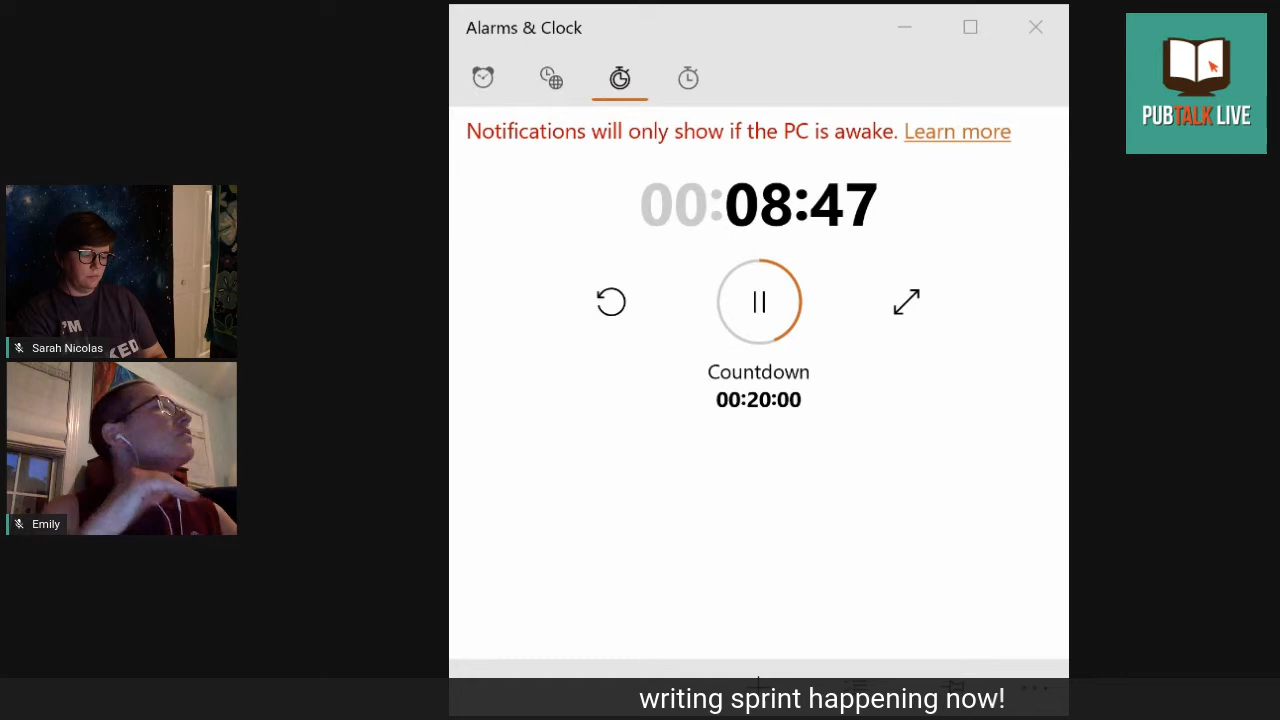 Alarms & Clock
Notifications will only show if the PC is awake. Learn more
00:08:47
Countdown
00:20:00
PUBTALK LIVE
I'M
KED
Sarah Nicolas
Emily
writing sprint happening now!